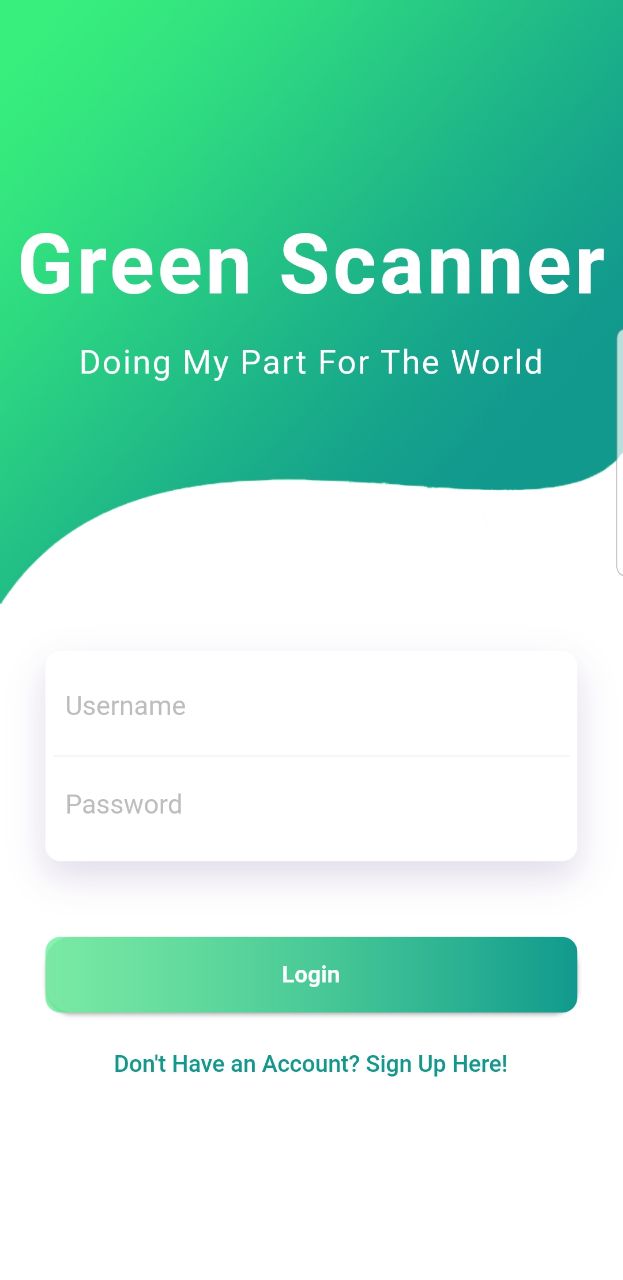 Green Scanner
Doing My Part For The World
Username
Password
Login
Don't Have an Account? Sign Up Here!